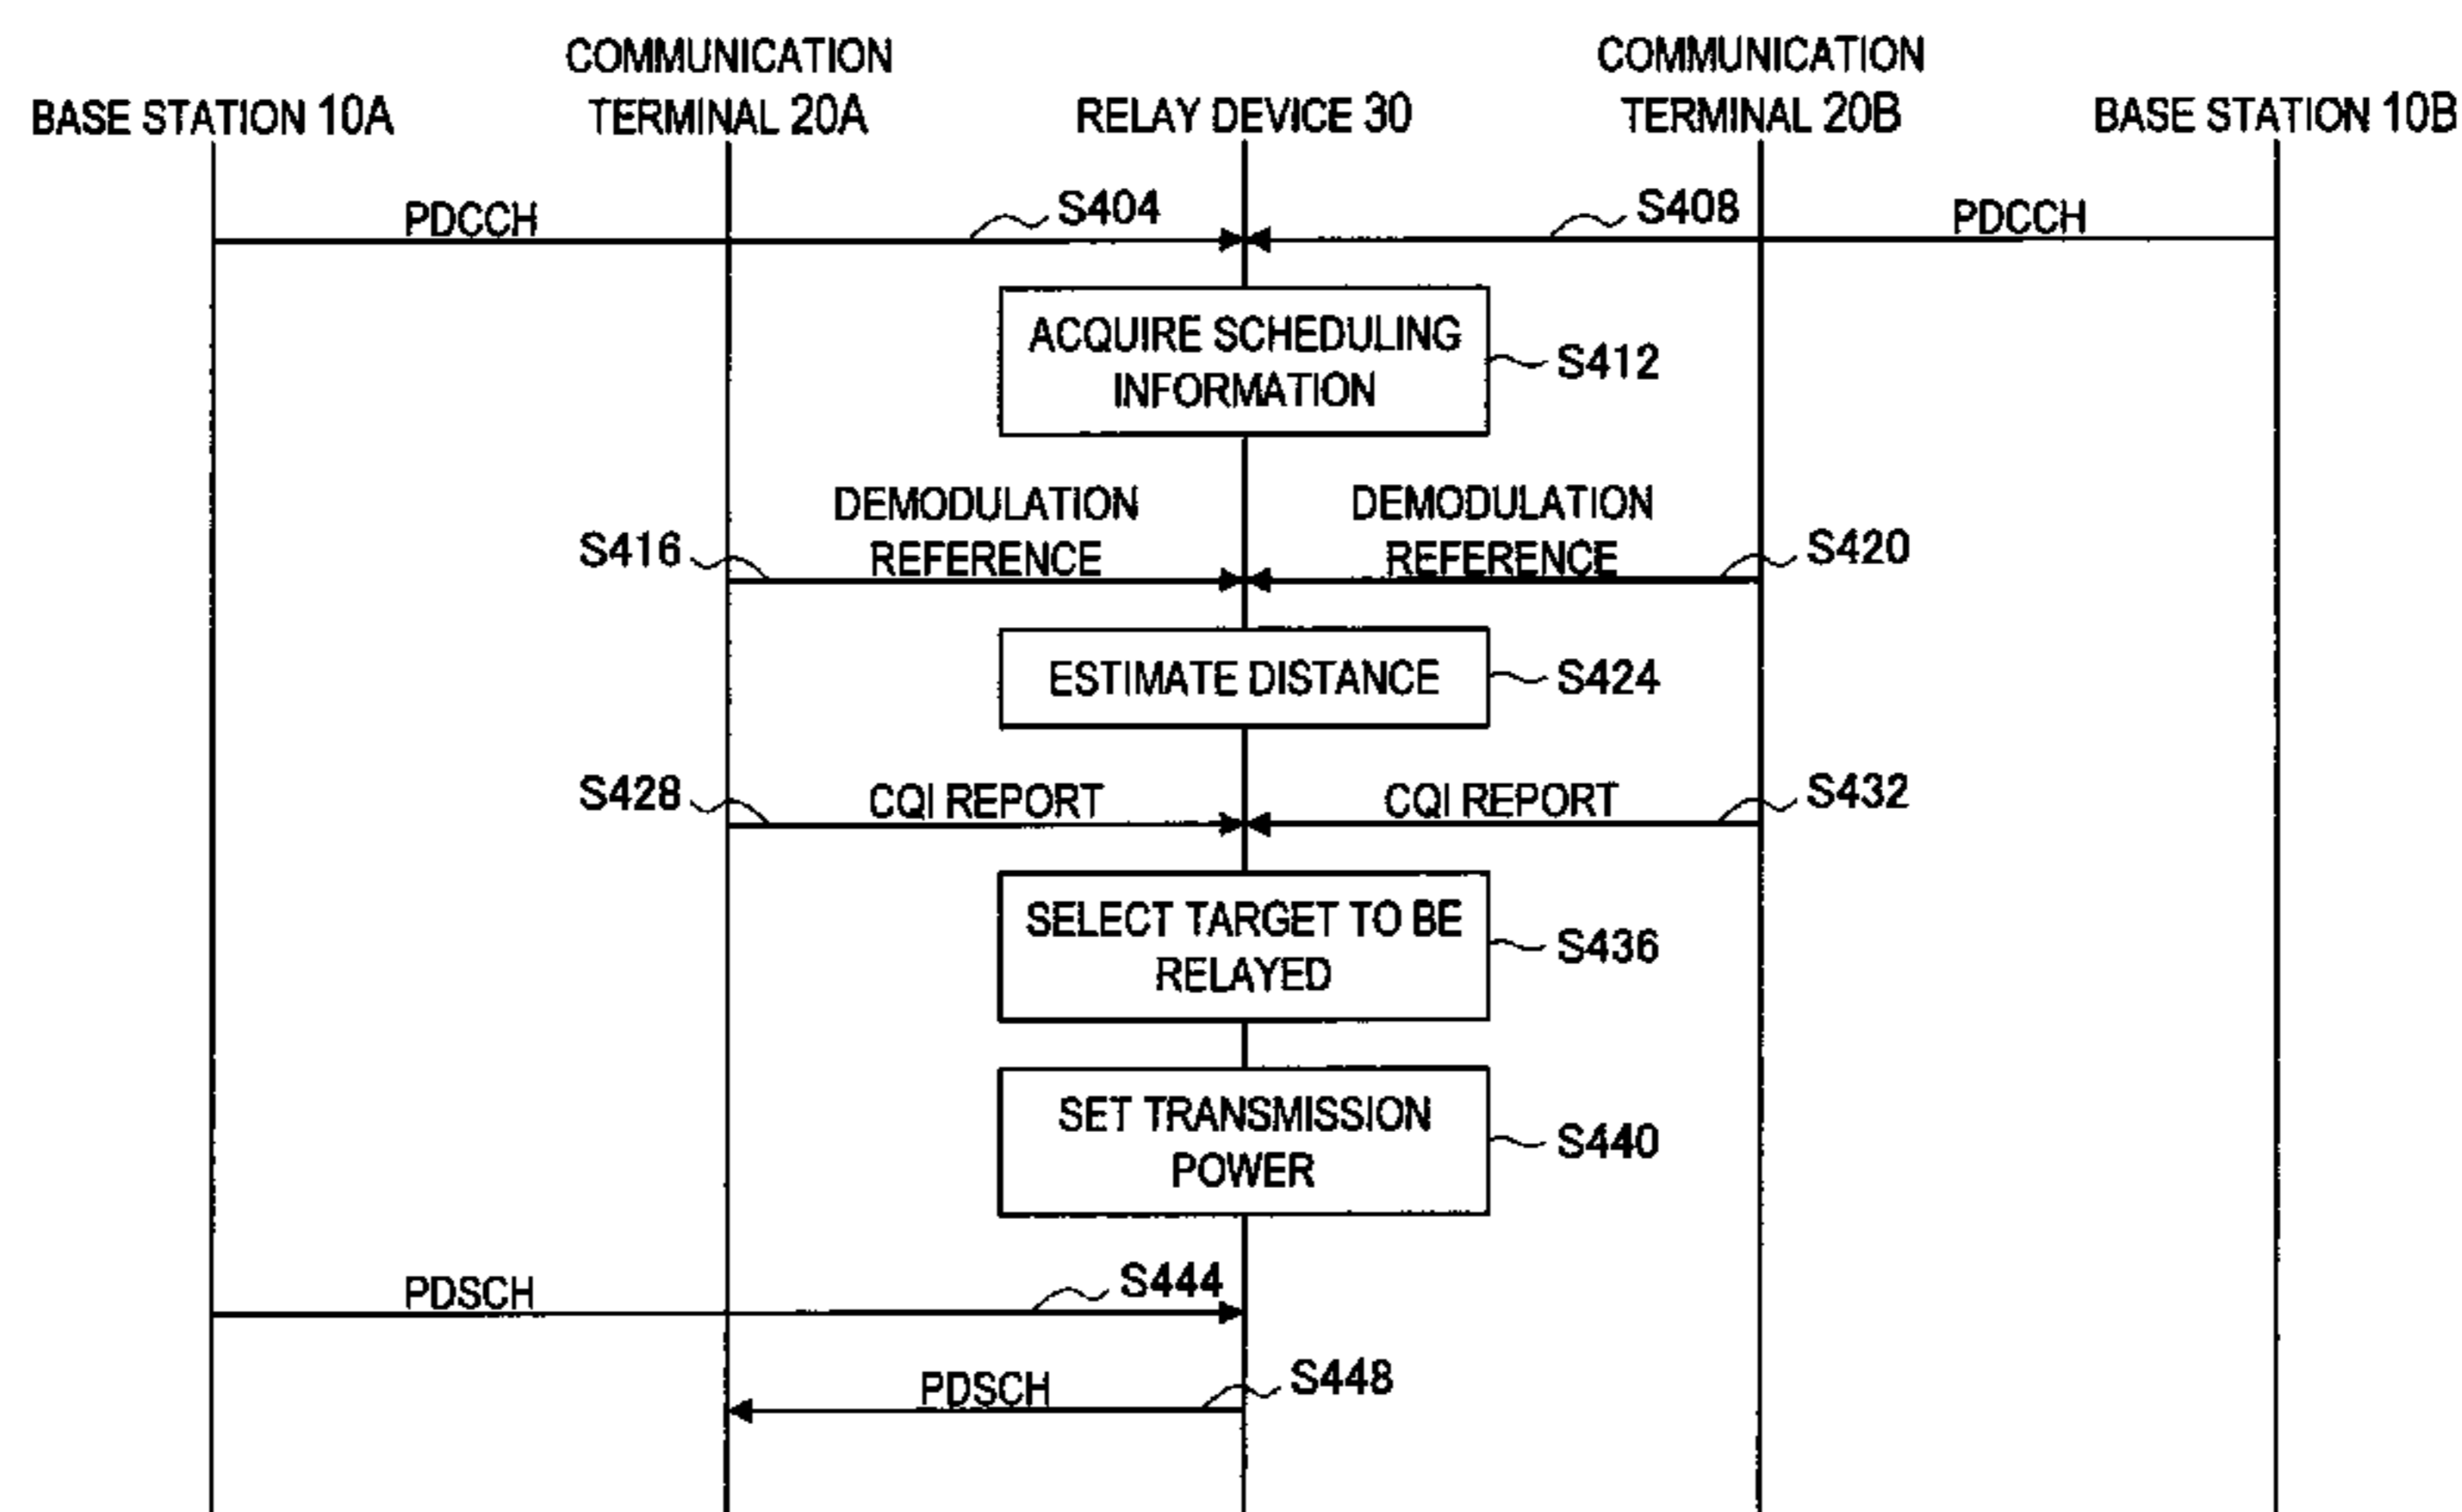 COMMUNICATION
TERMINAL 20A
COMMUNICATION
TERMINAL 20B
BASE STATION 10A
RELAY DEVICE 30
BASE STATION 10B
PDCCH
S404
S408
PDCCH
ACQUIRE SCHEDULING
INFORMATION
S412
DEMODULATION
REFERENCE
DEMODULATION
REFERENCE
S416
S420
ESTIMATE DISTANCE
S424
S428
CQI REPORT
CQI REPORT
S432
SELECT TARGET TO BE
RELAYED
S436
SET TRANSMISSION
POWER
S440
PDSCH
S444
PDSCH
S448